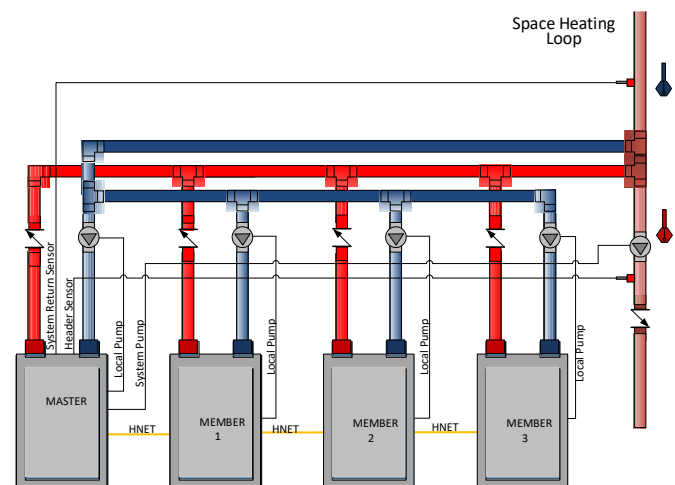 Space Heating
Loop
System Return Sensor
Header Sensor
Local Pump
System Pump
Local Pump
Local Pump
Local Pump
MASTER
MEMBER
1
MEMBER
2
MEMBER
3
HNET
HNET
HNET